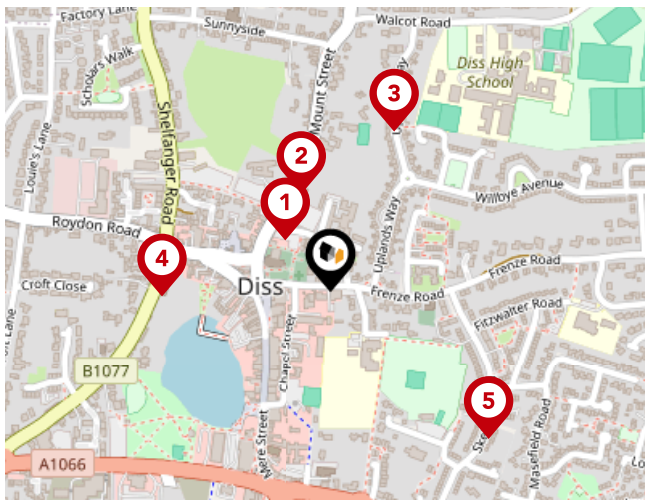 Factory Lane
Sunnyside
Walcot Road
Scholars Walk
Diss High
School
Louie's Lane
Shelfanger Road
Mount Street
3
2
1
Willbye Avenue
Roydon Road
Uplands Way
4
Croft Close
Diss
Frenze Road
Frenze Road
Fitzwalter Road
Chapel Street
B1077
5
Mere Street
Masefield Road
A1066